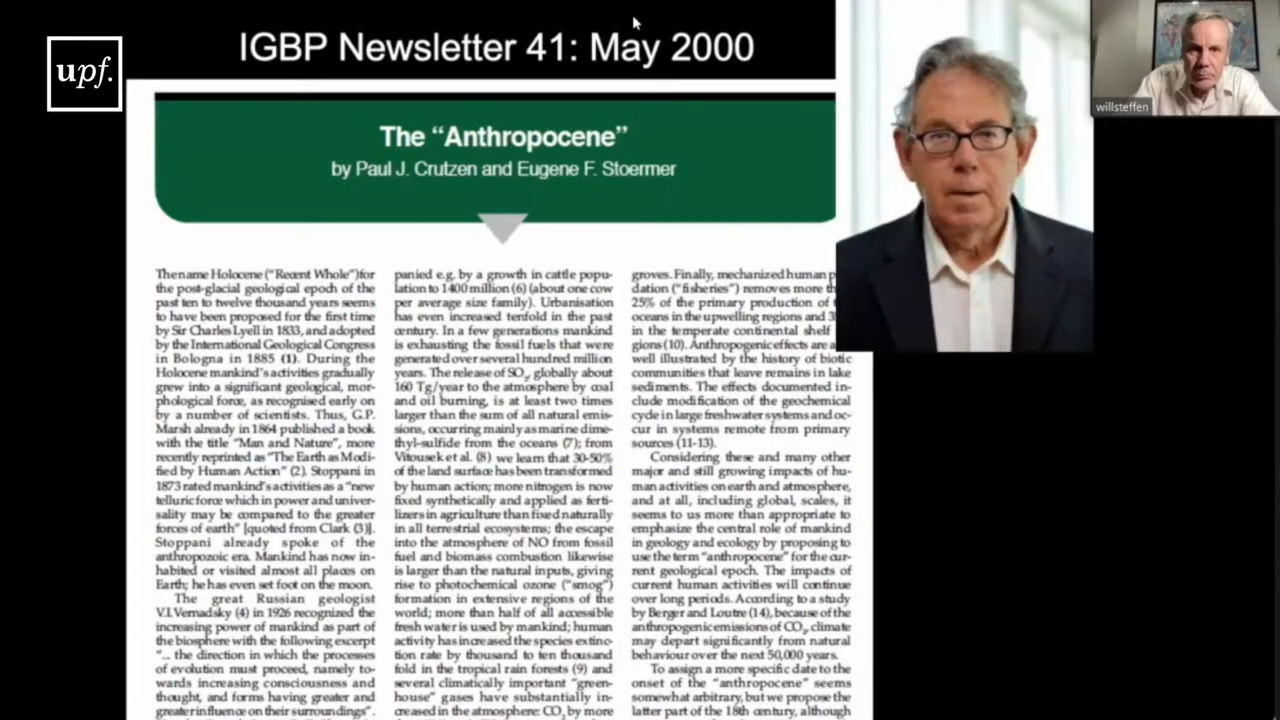 IGBP Newsletter 41: May 2000
upf.
willsteffen
The “Anthropocene”
by Paul J. Crutzen and Eugene F. Stoermer
The name Holocene (“Recent Whole”) for
the post-glacial geological epoch of the
past ten to twelve thousand years seems
to have been proposed for the first time
by Sir Charles Lyell in 1833, and adopted
by the International Geological Congress
in Bologna in 1885 (1). During the
Holocene mankind’s activities gradually
grew into a significant geological, mor-
phological force, as recognised early on
by a number of scientists. Thus, G.P.
Marsh already in 1864 published a book
with the title “Man and Nature”, more
recently reprinted as “The Earth as Modi-
fied by Human Action” (2). Stoppani in
1873 rated mankind’s activities as a “new
telluric force which in power and univer-
sality may be compared to the greater
forces of earth” [quoted from Clark (3)].
Stoppani already spoke of the
anthropozoic era. Mankind has now in-
habited or visited almost all places on
Earth; he has even set foot on the moon.
The great Russian geologist
V.I. Vernadsky (4) in 1926 recognized the
increasing power of mankind as part of
the biosphere with the following excerpt
“... the direction in which the processes
of evolution must proceed, namely to-
wards increasing consciousness and
thought, and forms having greater and
greater influence on their surroundings”.
panied e.g. by a growth in cattle popu-
lation to 1400 million (6) (about one cow
per average size family). Urbanisation
has even increased tenfold in the past
century. In a few generations mankind
is exhausting the fossil fuels that were
generated over several hundred million
years. The release of SO₂, globally about
160 Tg/year to the atmosphere by coal
and oil burning, is at least two times
larger than the sum of all natural emis-
sions, occurring mainly as marine dime-
thyl-sulfide from the oceans (7); from
Vitousek et al. (8) we learn that 30-50%
of the land surface has been transformed
by human action; more nitrogen is now
fixed synthetically and applied as ferti-
lizers in agriculture than fixed naturally
in all terrestrial ecosystems; the escape
into the atmosphere of NO from fossil
fuel and biomass combustion likewise
is larger than the natural inputs, giving
rise to photochemical ozone (“smog”)
formation in extensive regions of the
world; more than half of all accessible
fresh water is used by mankind; human
activity has increased the species extinc-
tion rate by thousand to ten thousand
fold in the tropical rain forests (9) and
several climatically important “green-
house” gases have substantially in-
creased in the atmosphere: CO₂ by more
groves. Finally, mechanized human p
dation (“fisheries”) removes more th
25% of the primary production of
oceans in the upwelling regions and 3
in the temperate continental shelf
gions (10). Anthropogenic effects are a
well illustrated by the history of biotic
communities that leave remains in lake
sediments. The effects documented in-
clude modification of the geochemical
cycle in large freshwater systems and oc-
cur in systems remote from primary
sources (11-13).
Considering these and many other
major and still growing impacts of hu-
man activities on earth and atmosphere,
and at all, including global, scales, it
seems to us more than appropriate to
emphasize the central role of mankind
in geology and ecology by proposing to
use the term “anthropocene” for the cur-
rent geological epoch. The impacts of
current human activities will continue
over long periods. According to a study
by Berger and Loutre (14), because of the
anthropogenic emissions of CO₂, climate
may depart significantly from natural
behaviour over the next 50,000 years.
To assign a more specific date to the
onset of the “anthropocene” seems
somewhat arbitrary, but we propose the
latter part of the 18th century, although